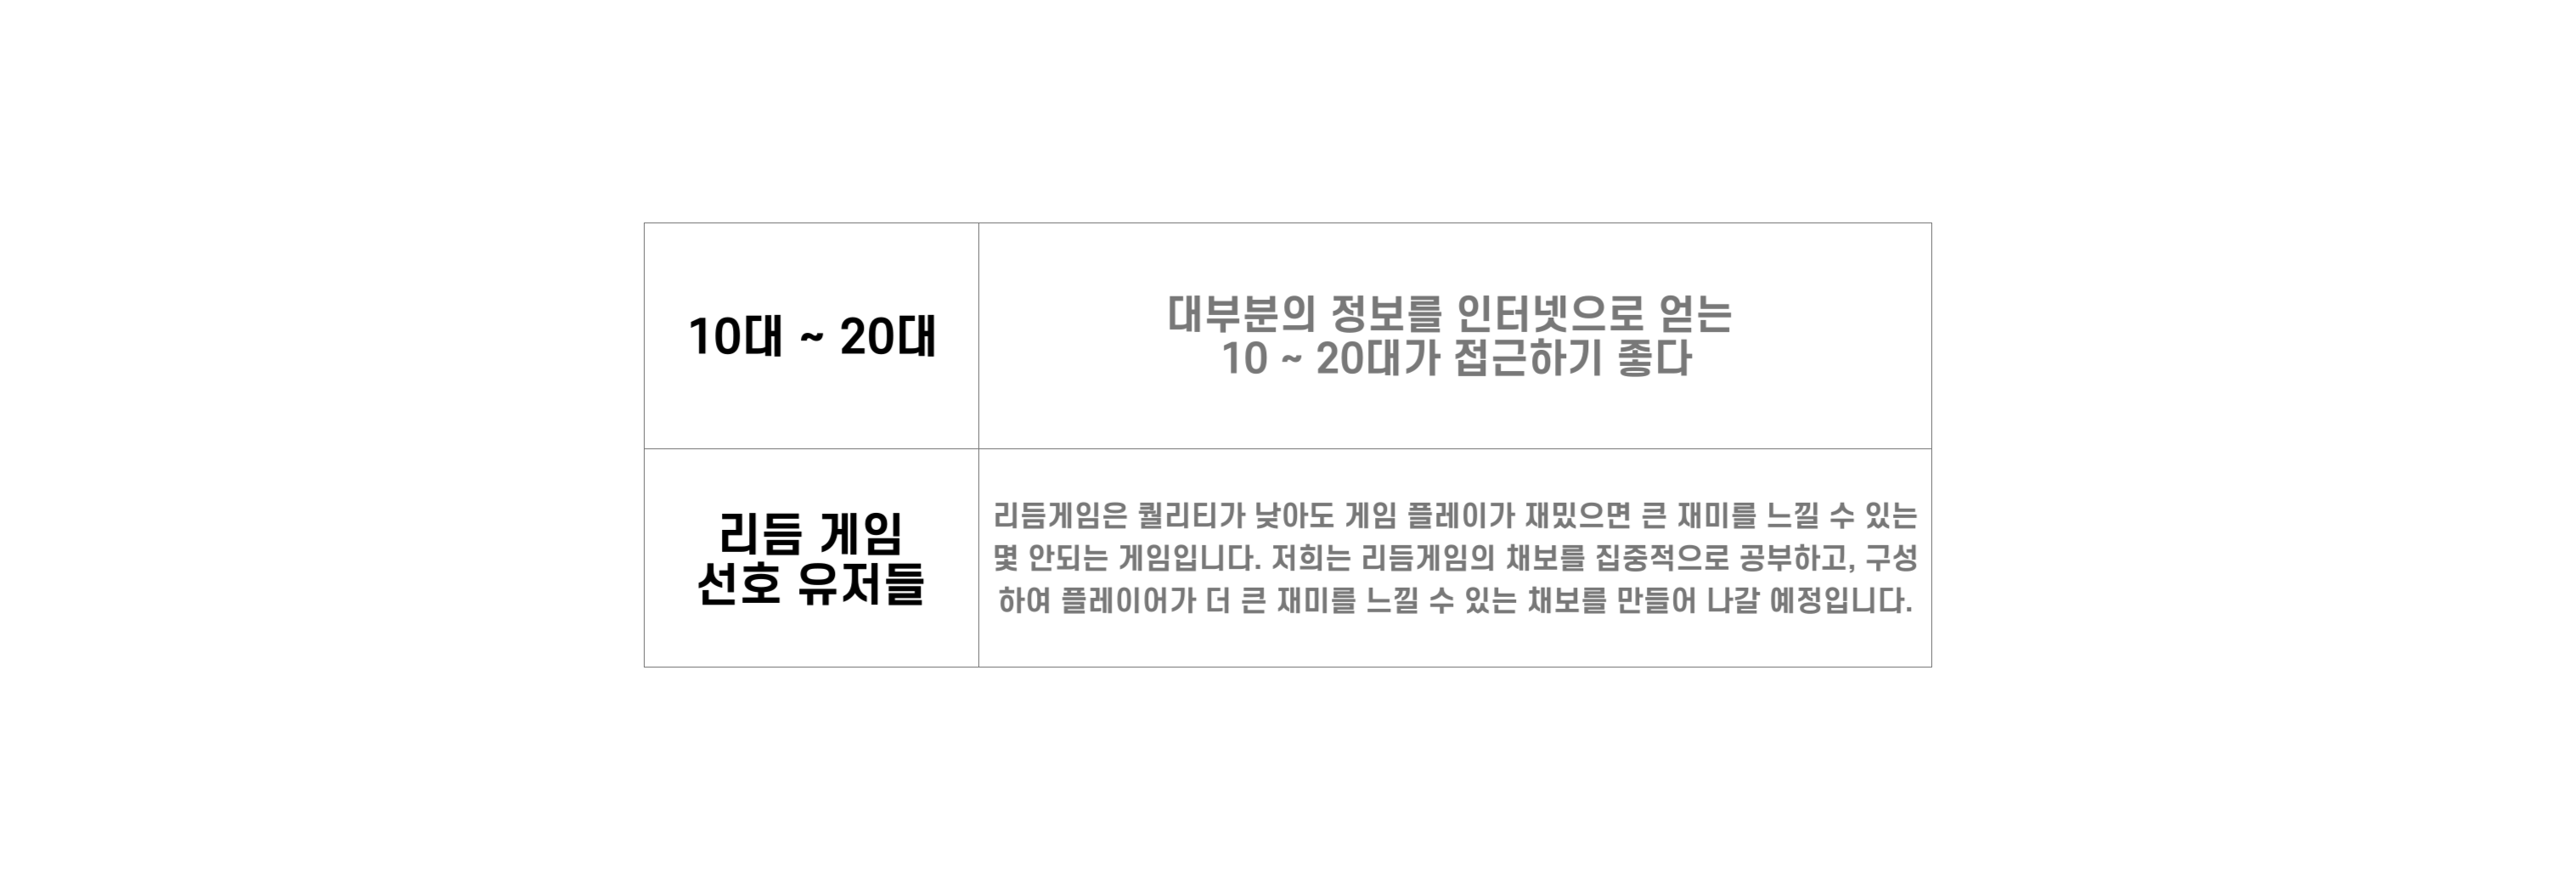 10대 ~ 20대
대부분의 정보를 인터넷으로 얻는
10 ~ 20대가 접근하기 좋다
리듬 게임
선호 유저들
리듬게임은 퀄리티가 낮아도 게임 플레이가 재밌으면 큰 재미를 느낄 수 있는
몇 안되는 게임입니다. 저희는 리듬게임의 채보를 집중적으로 공부하고, 구성
하여 플레이어가 더 큰 재미를 느낄 수 있는 채보를 만들어 나갈 예정입니다.